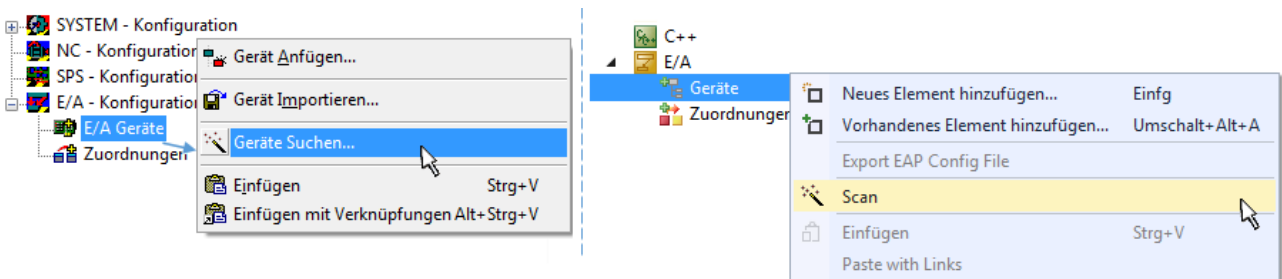 SYSTEM - Konfiguration
NC - Konfiguration
SPS - Konfiguration
E/A - Konfiguration
E/A Geräte
Zuordnungen
Gerät Anfügen...
Gerät Importieren...
Geräte Suchen...
Einfügen Strg+V
Einfügen mit Verknüpfungen Alt+Strg+V
C++
E/A
Geräte
Zuordnungen
Neues Element hinzufügen... Einfg
Vorhandenes Element hinzufügen... Umschalt+Alt+A
Export EAP Config File
Scan
Einfügen Strg+V
Paste with Links